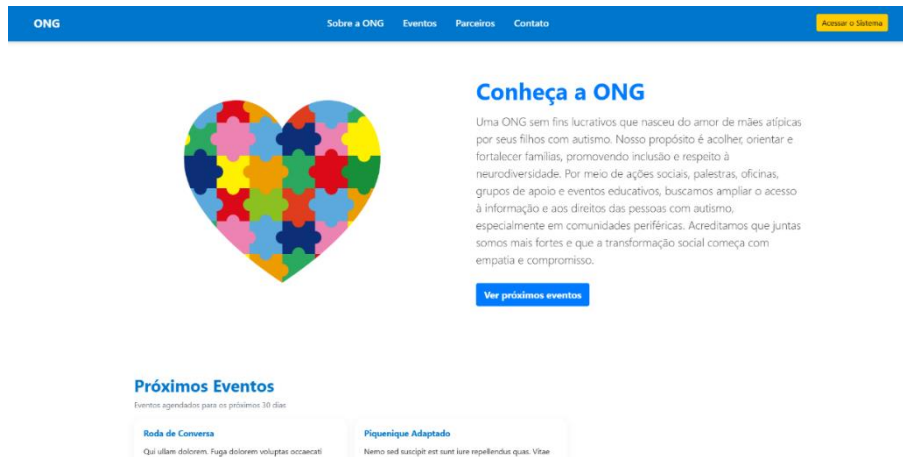 ONG
Sobre a ONG Eventos Parceiros Contato
Acessar o Sistema
Conheça a ONG
Uma ONG sem fins lucrativos que nasceu do amor de mães atípicas
por seus filhos com autismo. Nosso propósito é acolher, orientar e
fortalecer famílias, promovendo inclusão e respeito à
neurodiversidade. Por meio de ações sociais, palestras, oficinas,
grupos de apoio e eventos educativos, buscamos ampliar o acesso
à informação e aos direitos das pessoas com autismo,
especialmente em comunidades periféricas. Acreditamos que juntas
somos mais fortes e que a transformação social começa com
empatia e compromisso.
Ver próximos eventos
Próximos Eventos
Eventos agendados para os próximos 30 dias
Roda de Conversa
Qui ullam dolorem. Fuga dolorem voluptas occaecati
Piquenique Adaptado
Nemo sed suscipit est sunt iure repellendus quas. Vitae